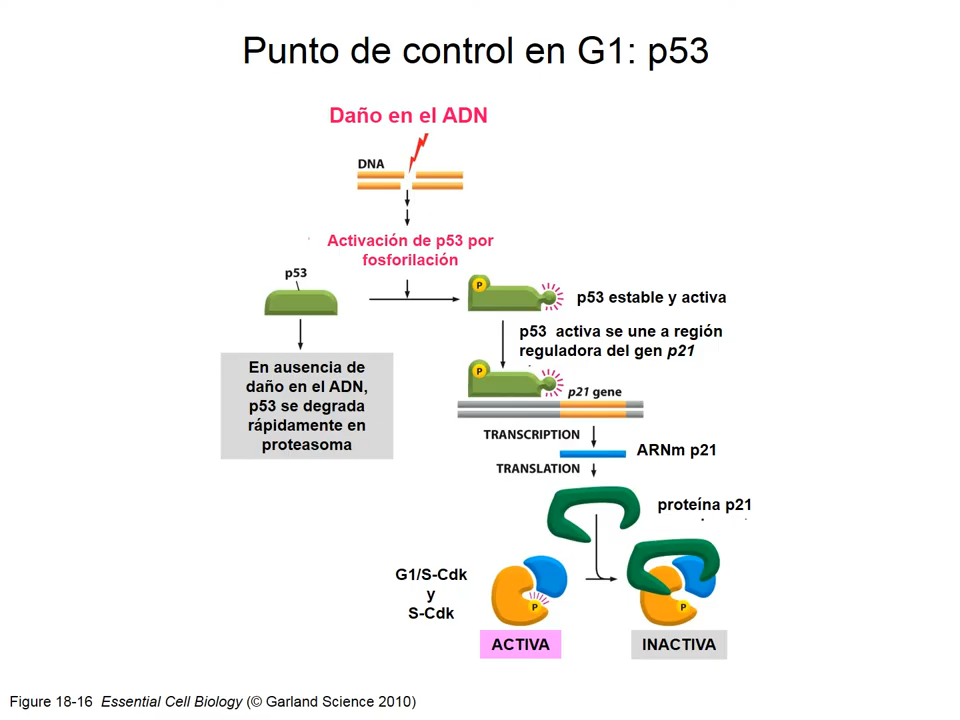 Punto de control en G1: p53
Daño en el ADN
DNA
Activación de p53 por
fosforilación
p53
P
p53 estable y activa
p53 activa se une a región
reguladora del gen p21
En ausencia de
daño en el ADN,
p53 se degrada
rápidamente en
proteasoma
P
p21 gene
TRANSCRIPTION
ARNm p21
TRANSLATION
proteína p21
G1/S-Cdk
y
S-Cdk
P
P
ACTIVA
INACTIVA
Figure 18-16 Essential Cell Biology (© Garland Science 2010)